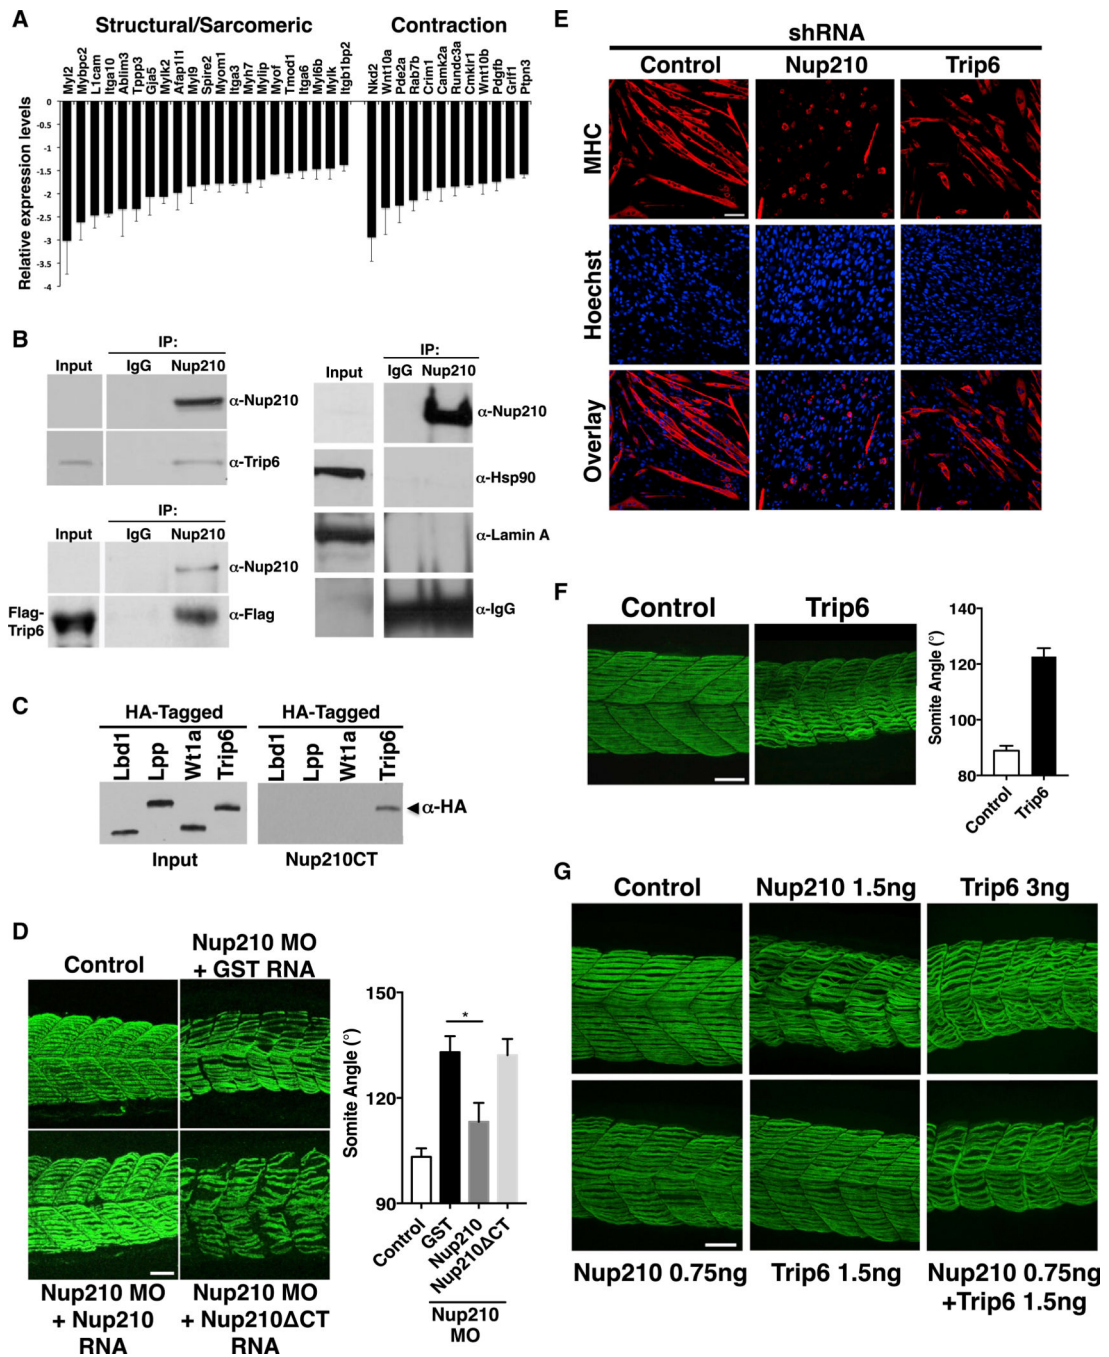 A
Structural/Sarcomeric
Contraction
Myl2
Mybpc2
L1cam
Itga10
Ablim3
Tppp3
Gja5
Mylk2
Afap1l1
Myl9
Spire2
Myom1
Itga3
Myh7
Mylip
Myof
Tmod1
Itga6
Myl6b
Mylk
Itgb1bp2
Nkd2
Wnt10a
Pde2a
Rab7b
Crim1
Camk2a
Rundc3a
Cmklr1
Wnt10b
Pdgfb
Grlf1
Ptpn3
Relative expression levels
0
-0.5
-1
-1.5
-2
-2.5
-3
-3.5
-4
B
IP:
Input
IgG
Nup210
α-Nup210
α-Trip6
IP:
Input
IgG
Nup210
α-Nup210
Flag-
Trip6
α-Flag
IP:
Input
IgG
Nup210
α-Nup210
α-Hsp90
α-Lamin A
α-IgG
C
HA-Tagged
HA-Tagged
Lbd1
Lpp
Wt1a
Trip6
Lbd1
Lpp
Wt1a
Trip6
α-HA
Input
Nup210CT
D
Control
Nup210 MO
+ GST RNA
Nup210 MO
+ Nup210
RNA
Nup210 MO
+ Nup210ΔCT
RNA
Somite Angle (°)
150
120
90
*
Control
GST
Nup210
Nup210ΔCT
Nup210
MO
E
shRNA
Control
Nup210
Trip6
MHC
Hoechst
Overlay
F
Control
Trip6
Somite Angle (°)
140
120
100
80
Control
Trip6
G
Control
Nup210 1.5ng
Trip6 3ng
Nup210 0.75ng
Trip6 1.5ng
Nup210 0.75ng
+Trip6 1.5ng